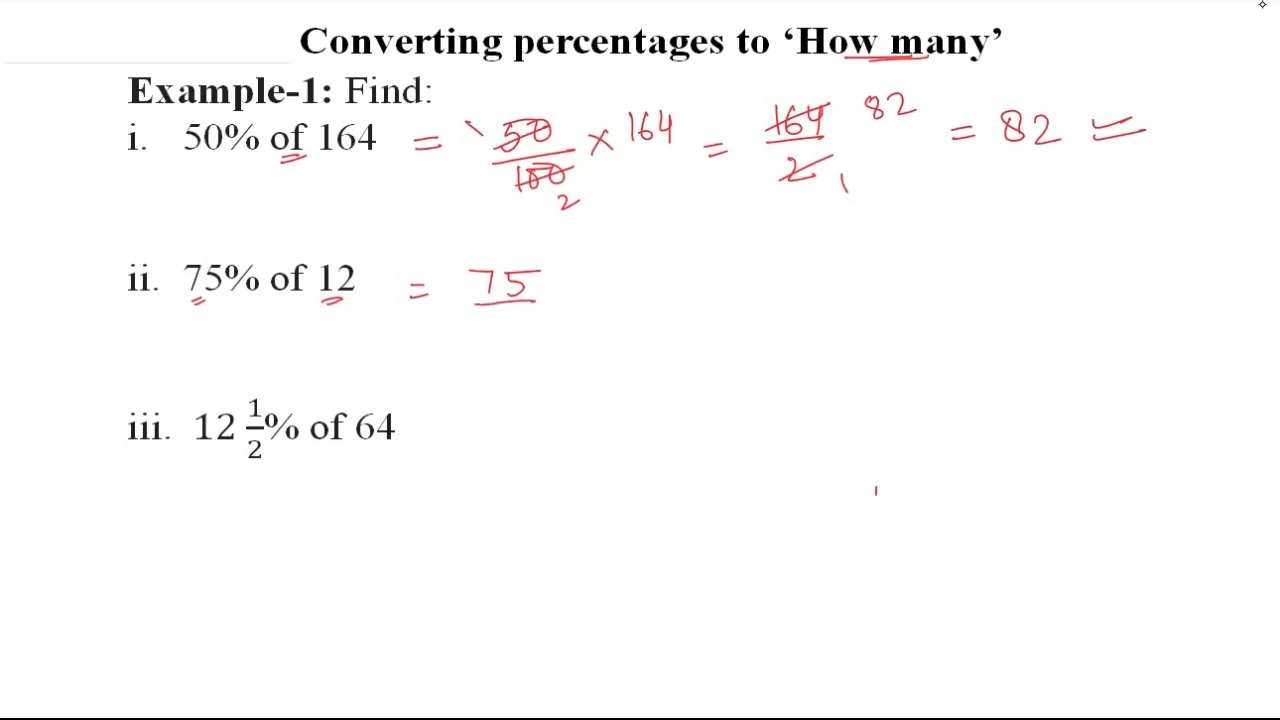 Converting percentages to ‘How many’
Example-1: Find:
i. 50% of 164 = 50/100 × 164 = 164/2 = 82
1 2 82 1
ii. 75% of 12 = 75
iii. 12 1/2% of 64